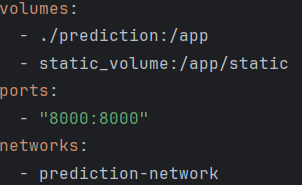 volumes:
  - ./prediction:/app
  - static_volume:/app/static
ports:
  - "8000:8000"
networks:
  - prediction-network